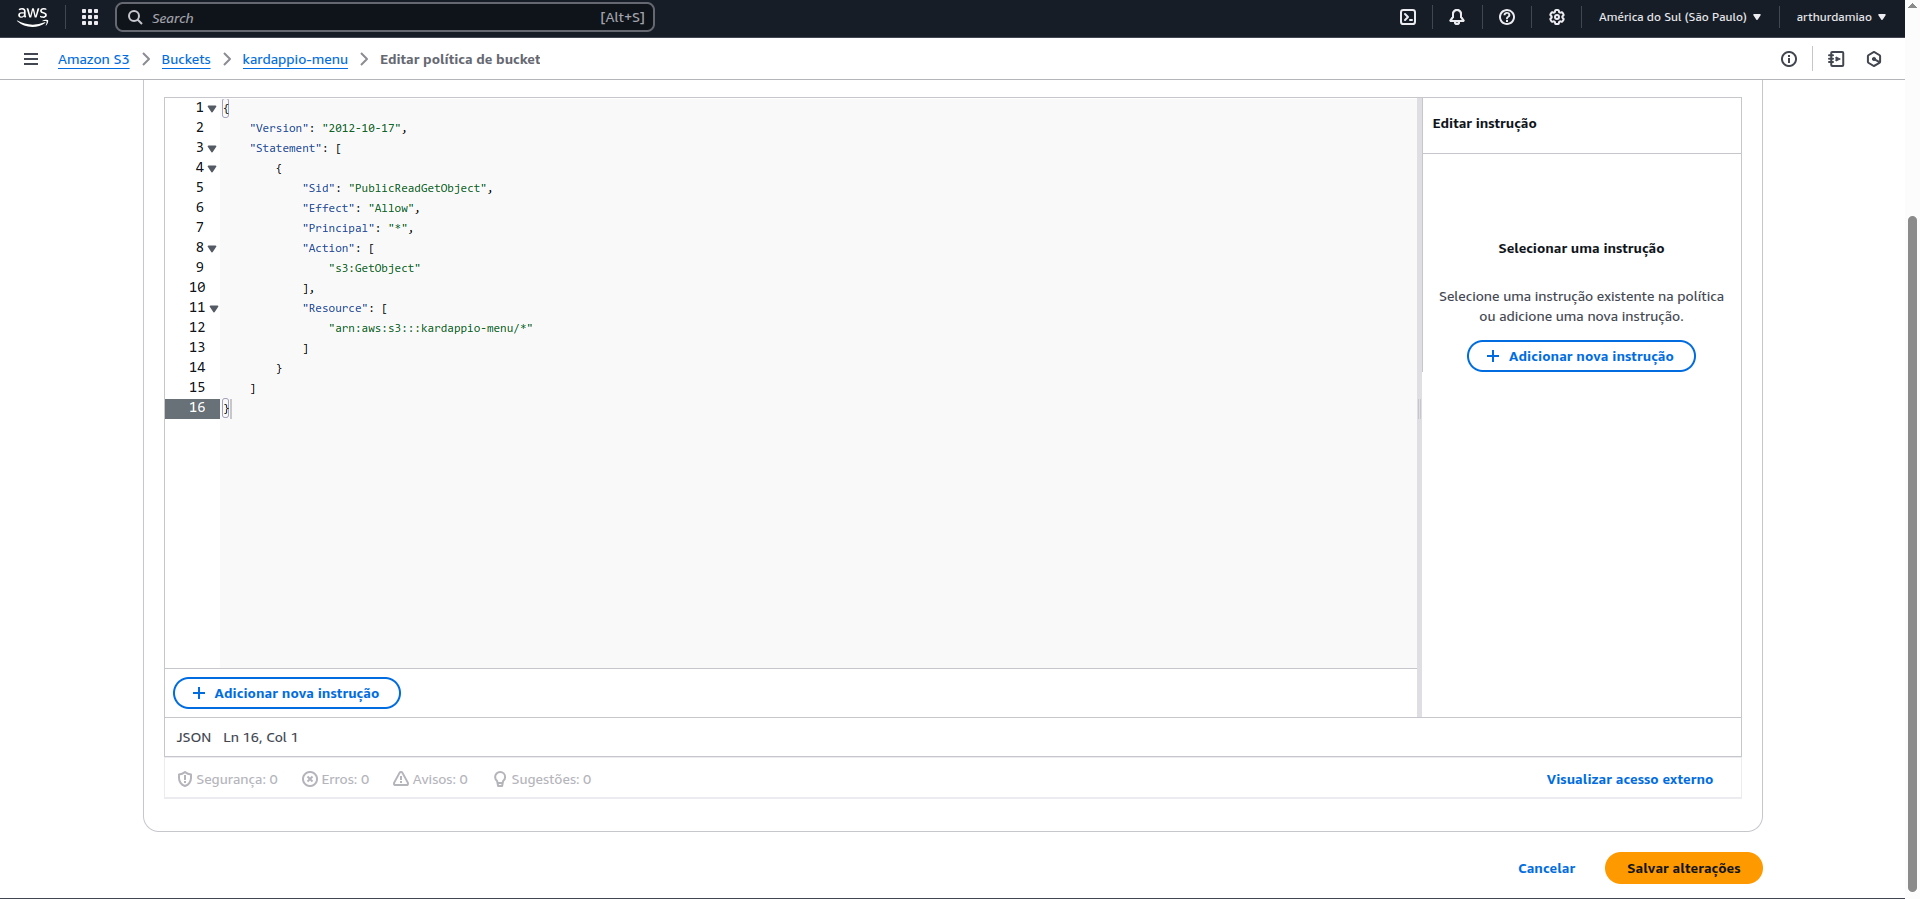 aws
Search [Alt+S]
América do Sul (São Paulo)
arthurdamiao
Amazon S3 > Buckets > kardappio-menu > Editar política de bucket
1 {
2     "Version": "2012-10-17",
3     "Statement": [
4         {
5             "Sid": "PublicReadGetObject",
6             "Effect": "Allow",
7             "Principal": "*",
8             "Action": [
9                 "s3:GetObject"
10             ],
11             "Resource": [
12                 "arn:aws:s3:::kardappio-menu/*"
13             ]
14         }
15     ]
16 }
Editar instrução
Selecionar uma instrução
Selecione uma instrução existente na política
ou adicione uma nova instrução.
+ Adicionar nova instrução
+ Adicionar nova instrução
JSON Ln 16, Col 1
Segurança: 0 Erros: 0 Avisos: 0 Sugestões: 0
Visualizar acesso externo
Cancelar
Salvar alterações